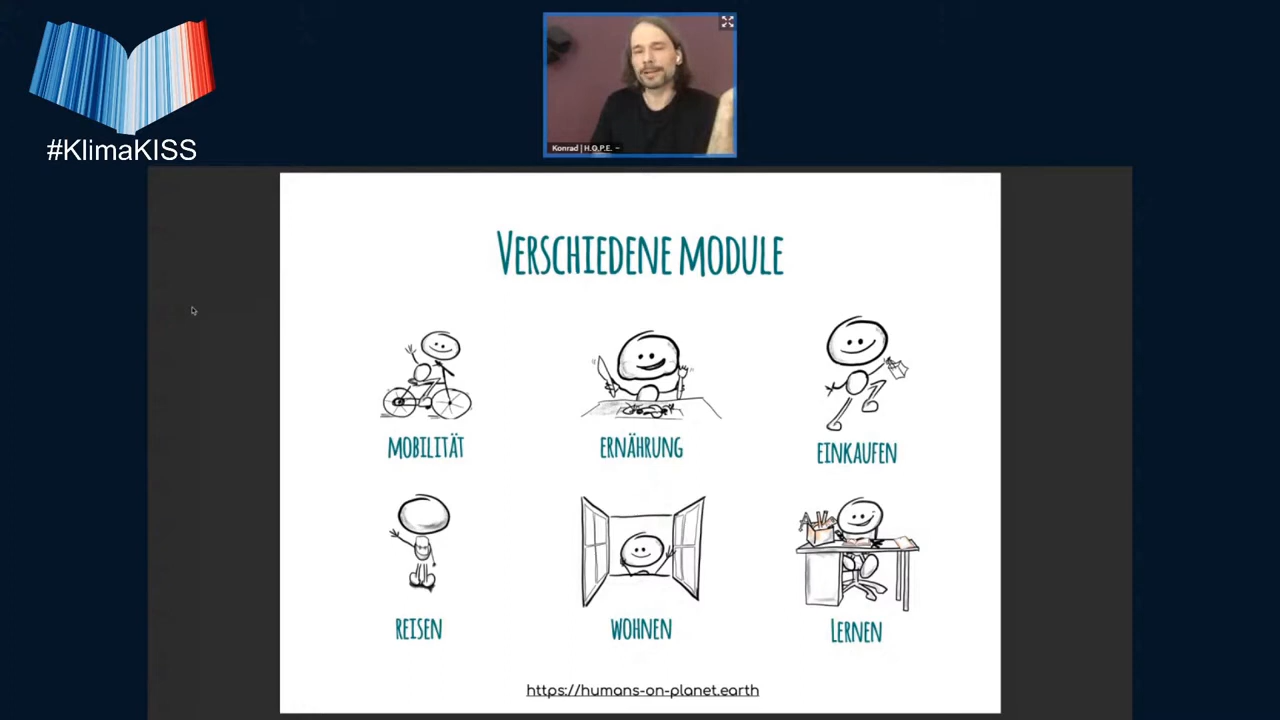 #KlimaKISS
Konrad | H.O.P.E. –
VERSCHIEDENE MODULE
MOBILITÄT
ERNÄHRUNG
EINKAUFEN
REISEN
WOHNEN
LERNEN
https://humans-on-planet.earth